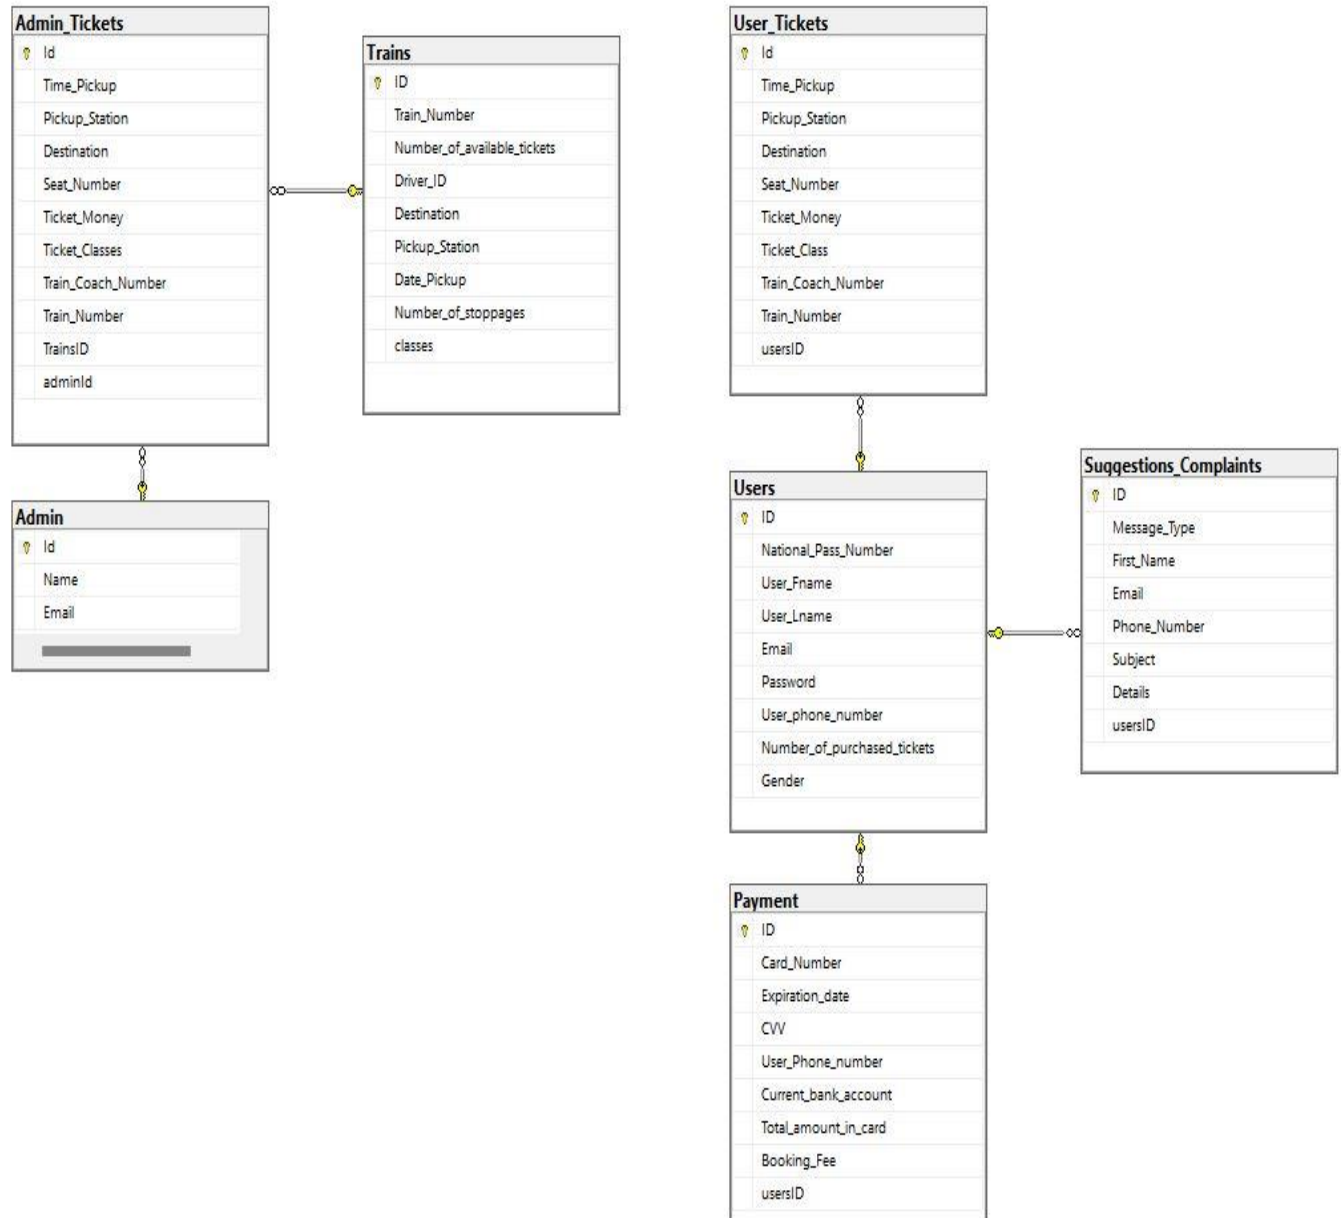 Admin_Tickets
Id
Time_Pickup
Pickup_Station
Destination
Seat_Number
Ticket_Money
Ticket_Classes
Train_Coach_Number
Train_Number
TrainsID
adminId
Trains
ID
Train_Number
Number_of_available_tickets
Driver_ID
Destination
Pickup_Station
Date_Pickup
Number_of_stoppages
classes
Admin
Id
Name
Email
User_Tickets
Id
Time_Pickup
Pickup_Station
Destination
Seat_Number
Ticket_Money
Ticket_Class
Train_Coach_Number
Train_Number
usersID
Users
ID
National_Pass_Number
User_Fname
User_Lname
Email
Password
User_phone_number
Number_of_purchased_tickets
Gender
Suggestions_Complaints
ID
Message_Type
First_Name
Email
Phone_Number
Subject
Details
usersID
Payment
ID
Card_Number
Expiration_date
CVV
User_Phone_number
Current_bank_account
Total_amount_in_card
Booking_Fee
usersID